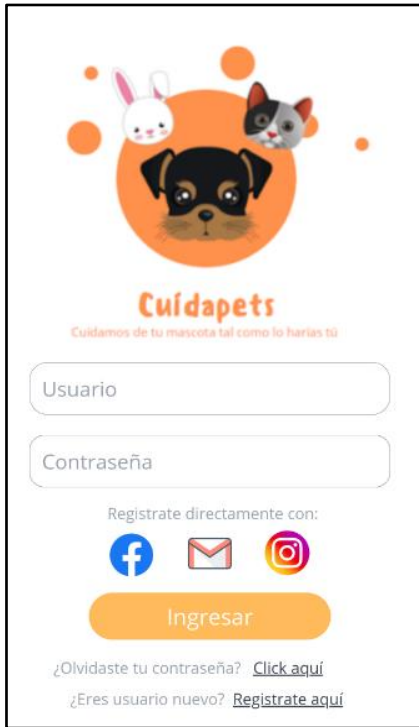 Cuídapets
Cuidamos de tu mascota tal como lo harías tú
Usuario
Contraseña
Registrate directamente con:
Ingresar
¿Olvidaste tu contraseña? Click aquí
¿Eres usuario nuevo? Registrate aquí